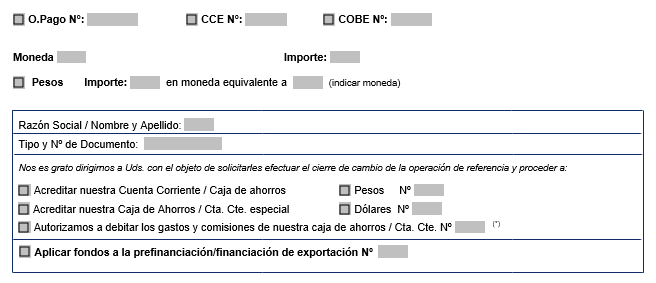 O.Pago Nº: CCE Nº: COBE Nº:
Moneda Importe:
Pesos Importe: en moneda equivalente a (indicar moneda)
Razón Social / Nombre y Apellido:
Tipo y Nº de Documento:
Nos es grato dirigirnos a Uds. con el objeto de solicitarles efectuar el cierre de cambio de la operación de referencia y proceder a:
Acreditar nuestra Cuenta Corriente / Caja de ahorros Pesos Nº
Acreditar nuestra Caja de Ahorros / Cta. Cte. especial Dólares Nº
Autorizamos a debitar los gastos y comisiones de nuestra caja de ahorros / Cta. Cte. Nº (*)
Aplicar fondos a la prefinanciación/financiación de exportación Nº